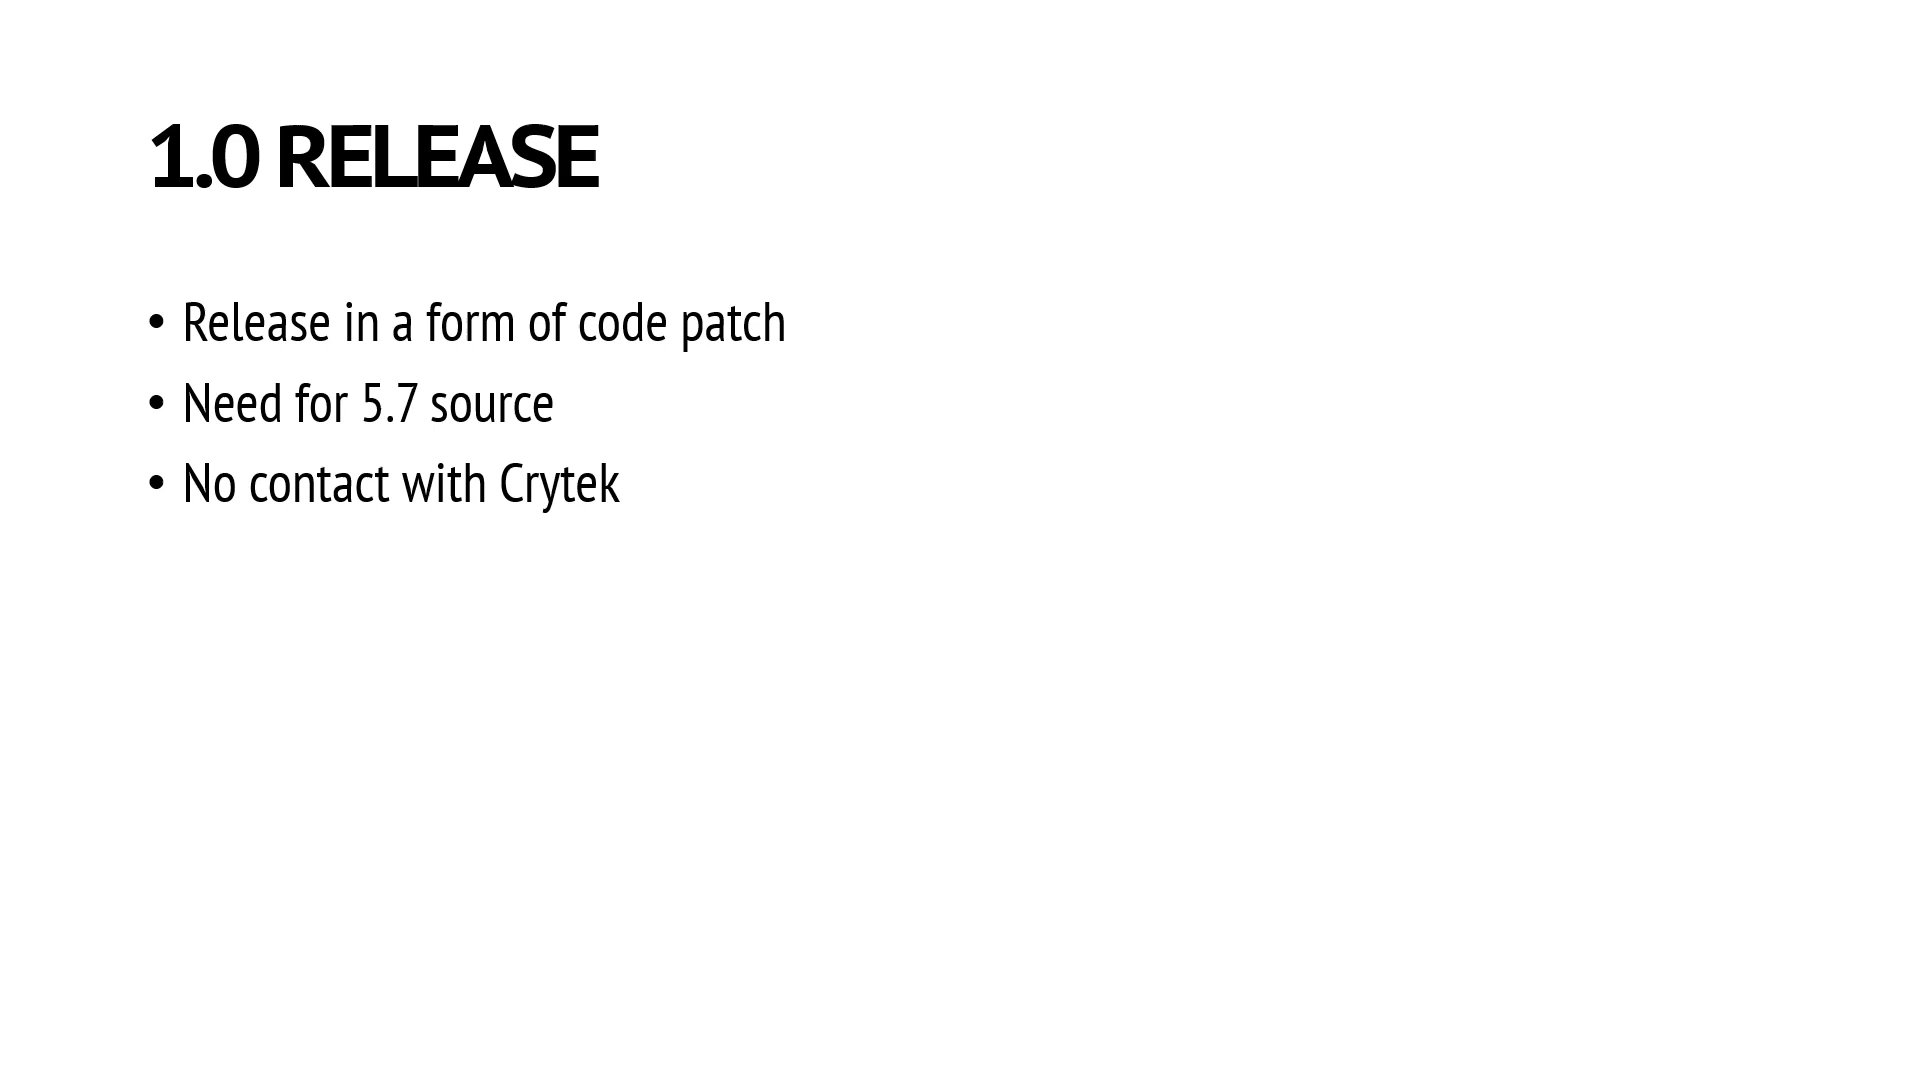 1.0 RELEASE
• Release in a form of code patch
• Need for 5.7 source
• No contact with Crytek